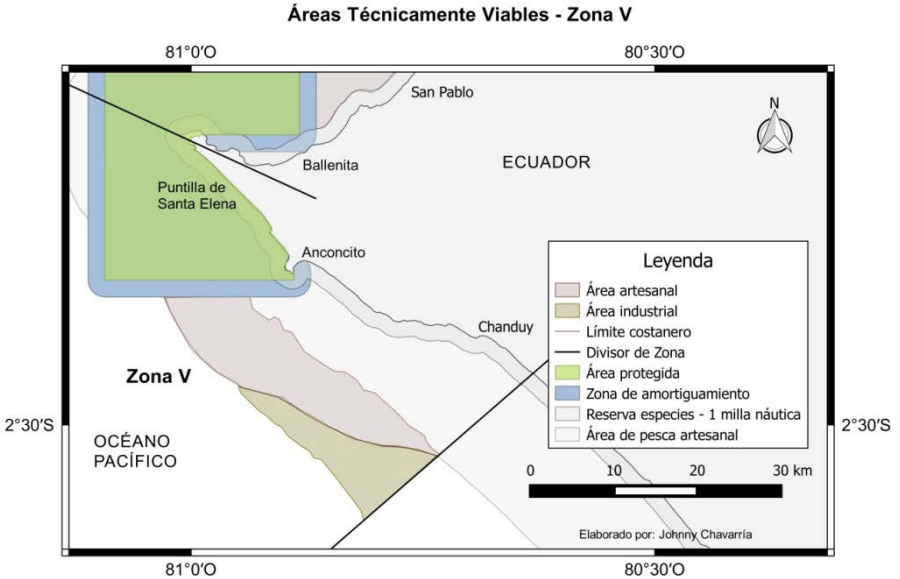 Áreas Técnicamente Viables - Zona V
81°0'O
80°30'O
San Pablo
N
Ballenita
ECUADOR
Puntilla de
Santa Elena
Anconcito
Chanduy
Zona V
OCÉANO
PACÍFICO
2°30'S
2°30'S
Leyenda
Área artesanal
Área industrial
Límite costanero
Divisor de Zona
Área protegida
Zona de amortiguamiento
Reserva especies - 1 milla náutica
Área de pesca artesanal
0 10 20 30 km
Elaborado por: Johnny Chavarría
81°0'O
80°30'O